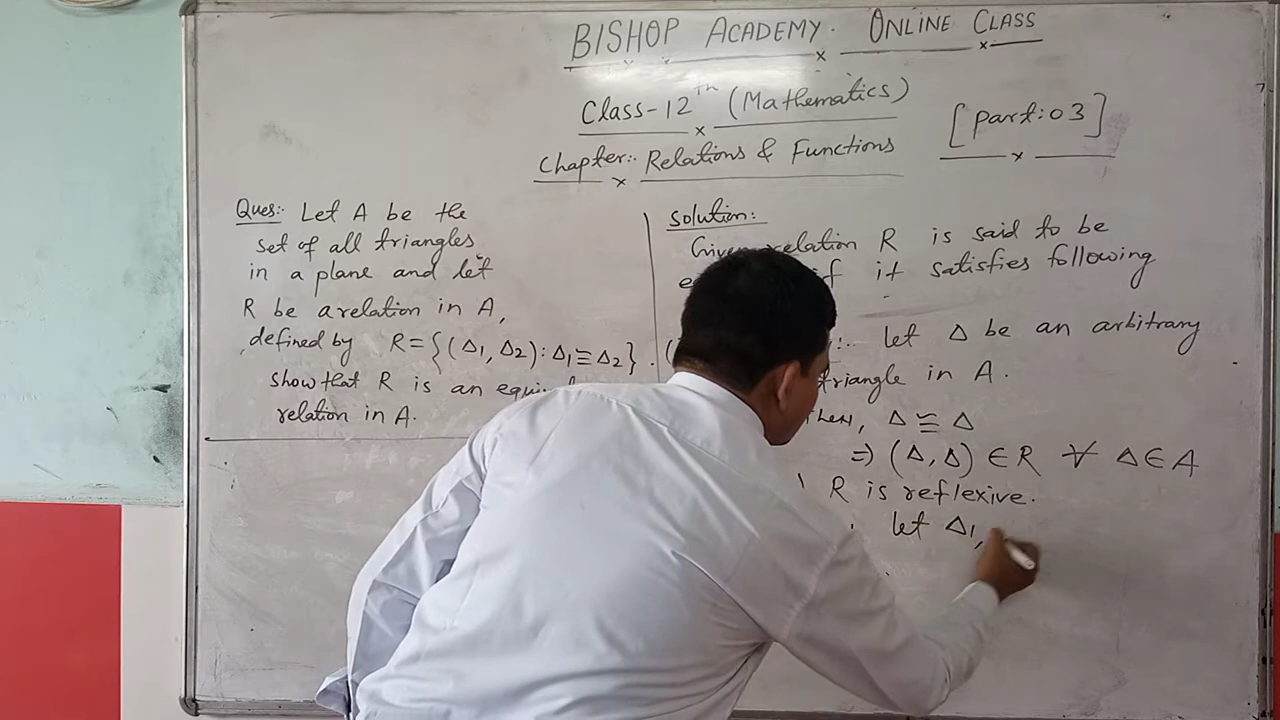 BISHOP ACADEMY. ONLINE CLASS
Class-12th (Mathematics)
[Part:03]
Chapter:- Relations & Functions
Ques:- Let A be the
set of all triangles
in a plane and let
R be a relation in A,
defined by R={(Δ1, Δ2): Δ1≅Δ2}.
show that R is an
relation in A.
Solution:-
Given relation R is said to be
if it satisfies following
let Δ be an arbitrary
triangle in A.
then, Δ ≅ Δ
⇒ (Δ,Δ) ∈ R ∀ Δ∈A
R is reflexive.
let Δ1,